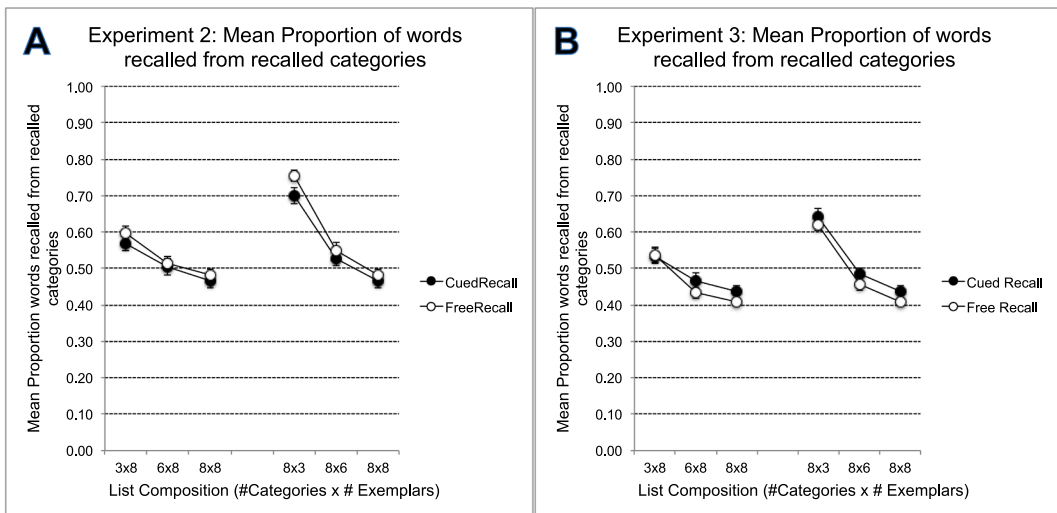 A
Experiment 2: Mean Proportion of words
recalled from recalled categories
Mean Proportion words recalled from recalled
categories
1.00
0.90
0.80
0.70
0.60
0.50
0.40
0.30
0.20
0.10
0.00
3x8 6x8 8x8 8x3 8x6 8x8
List Composition (#Categories x # Exemplars)
CuedRecall
FreeRecall
B
Experiment 3: Mean Proportion of words
recalled from recalled categories
Mean Proportion words recalled from recalled
categories
1.00
0.90
0.80
0.70
0.60
0.50
0.40
0.30
0.20
0.10
0.00
3x8 6x8 8x8 8x3 8x6 8x8
List Composition (#Categories x # Exemplars)
Cued Recall
Free Recall